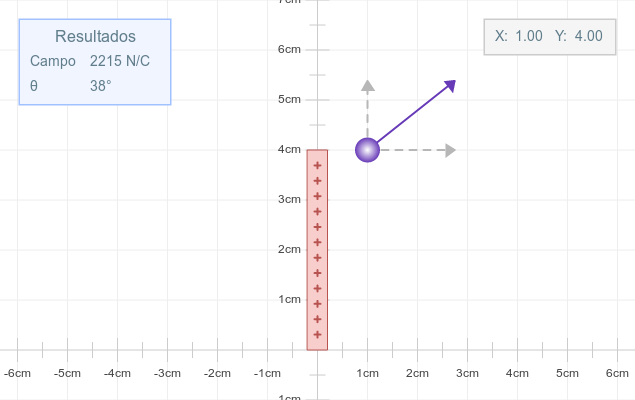 Resultados
Campo 2215 N/C
θ 38°
X: 1.00 Y: 4.00
7cm
6cm
5cm
4cm
3cm
2cm
1cm
-6cm -5cm -4cm -3cm -2cm -1cm 1cm 2cm 3cm 4cm 5cm 6cm